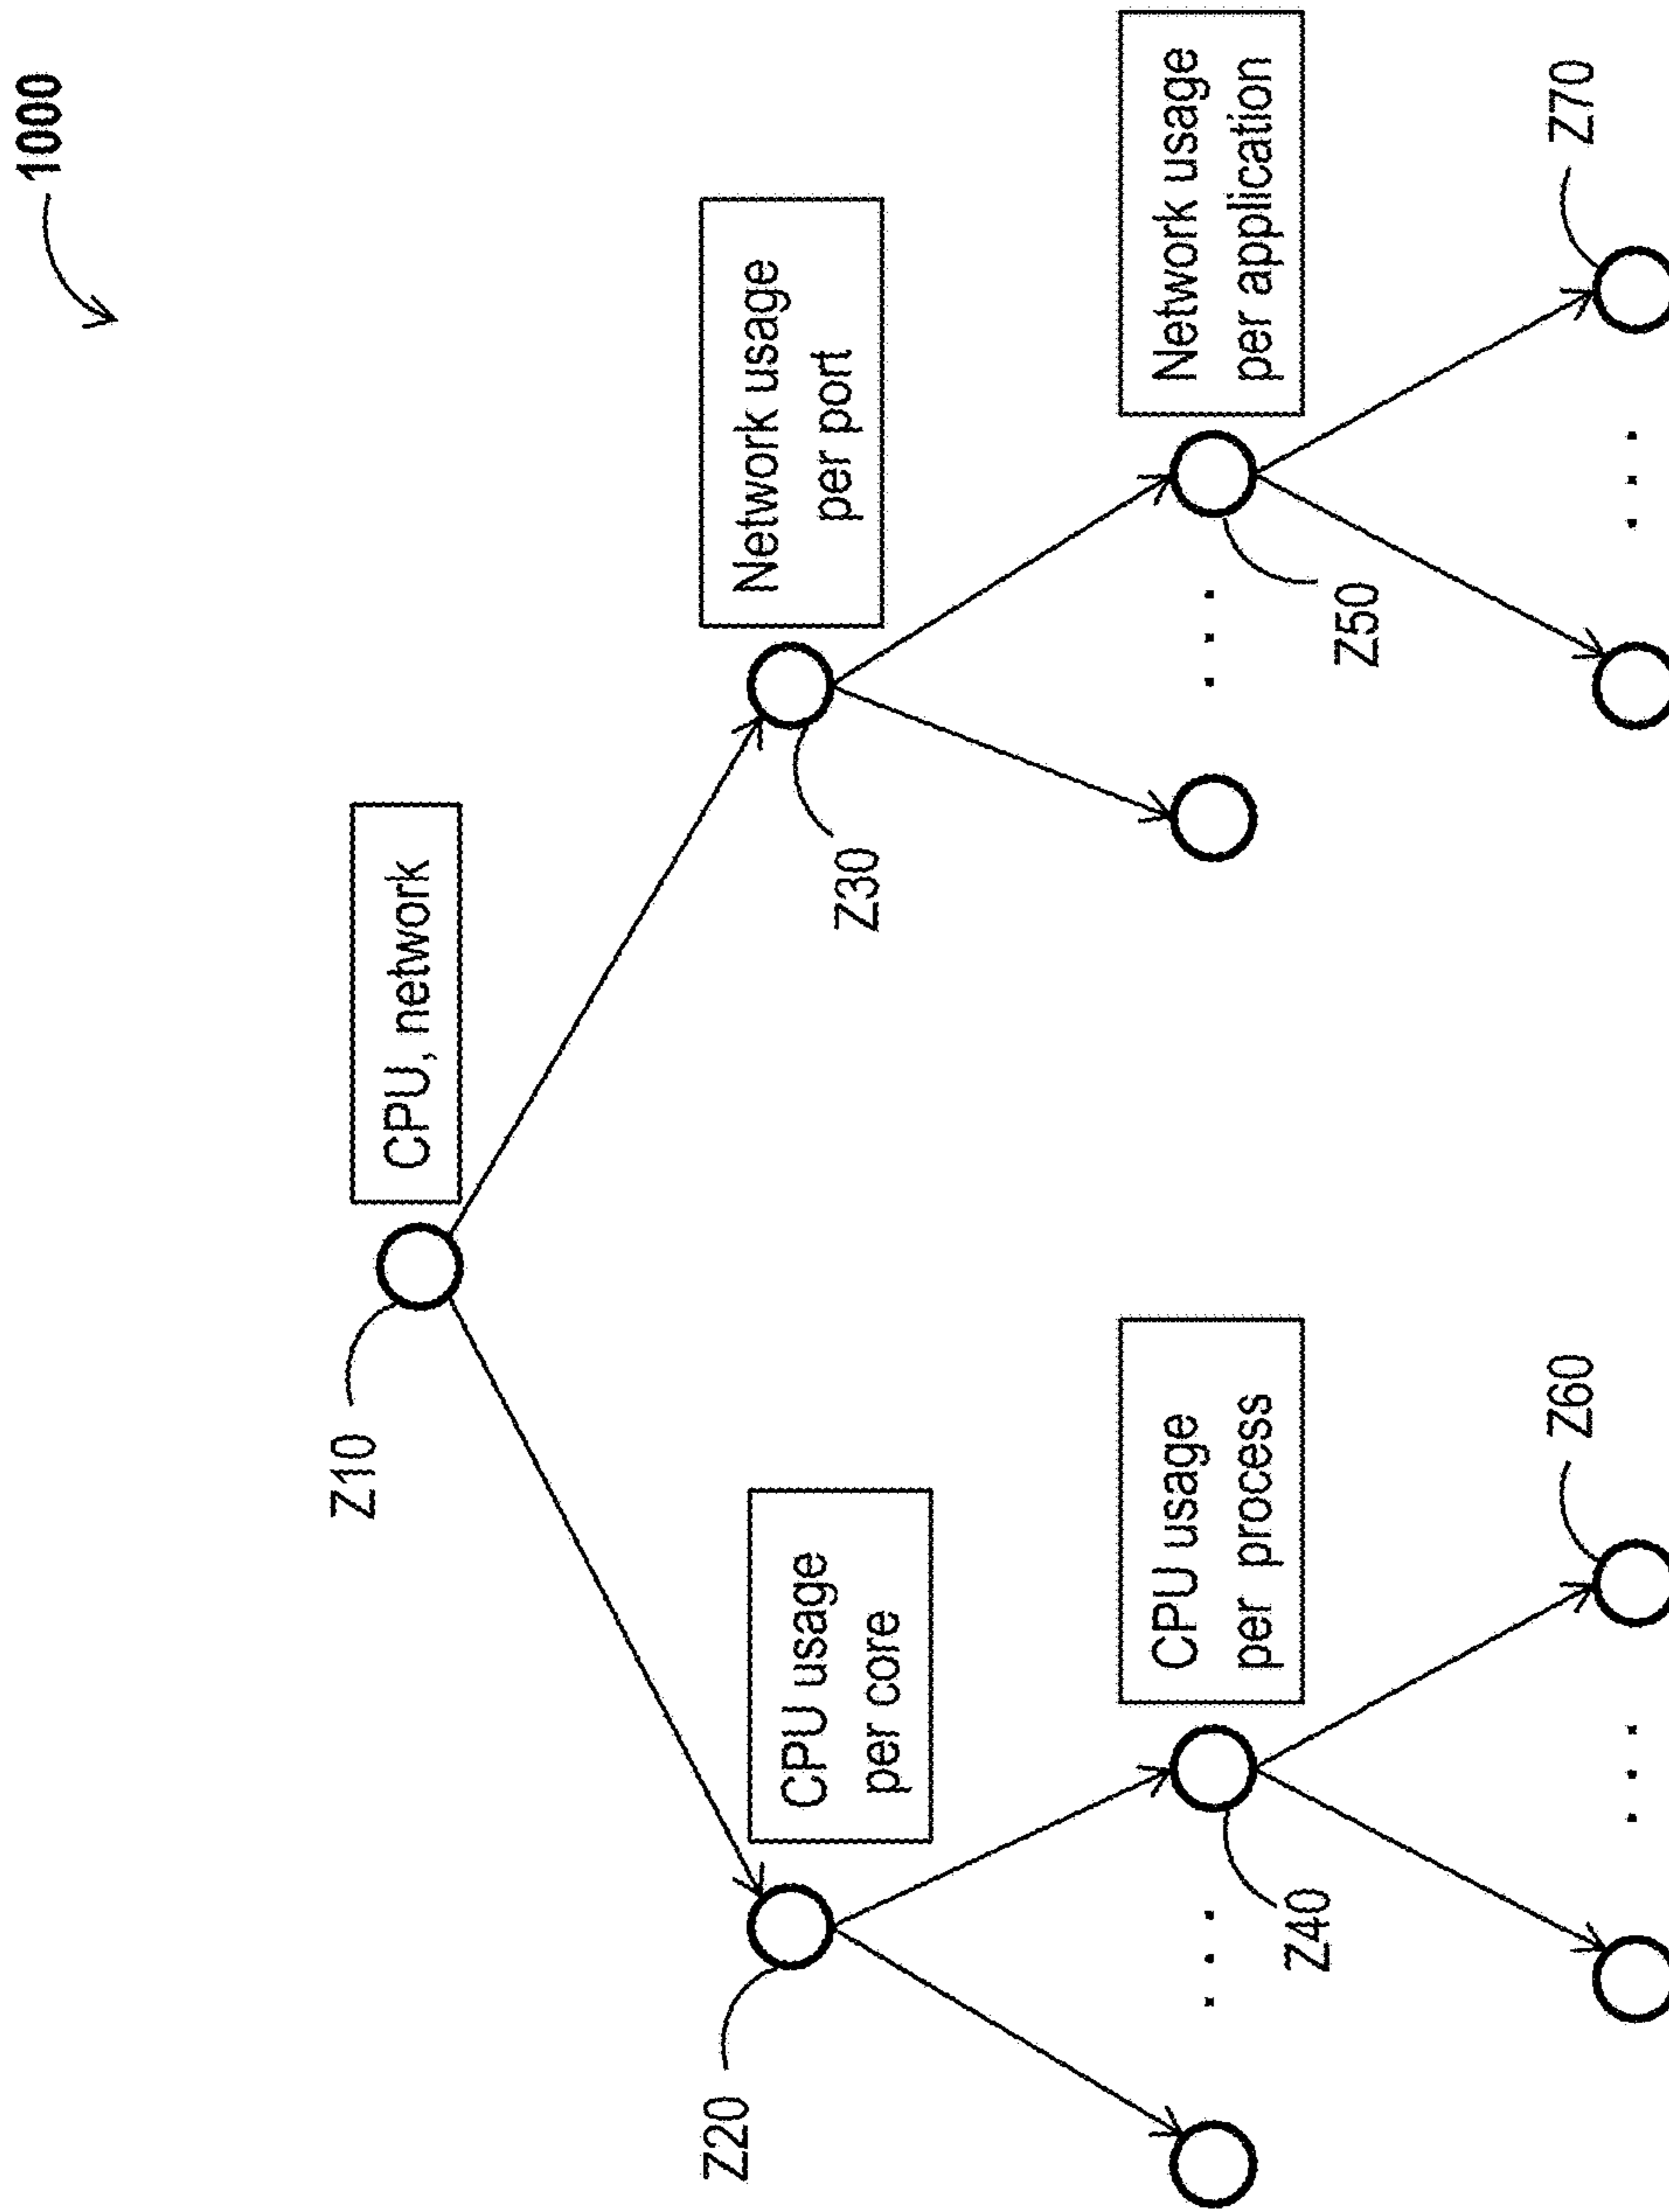 1000
CPU, network
Z10
Network usage
per port
Z30
CPU usage
per core
Z20
Network usage
per application
Z50
CPU usage
per process
Z40
Z60
Z70